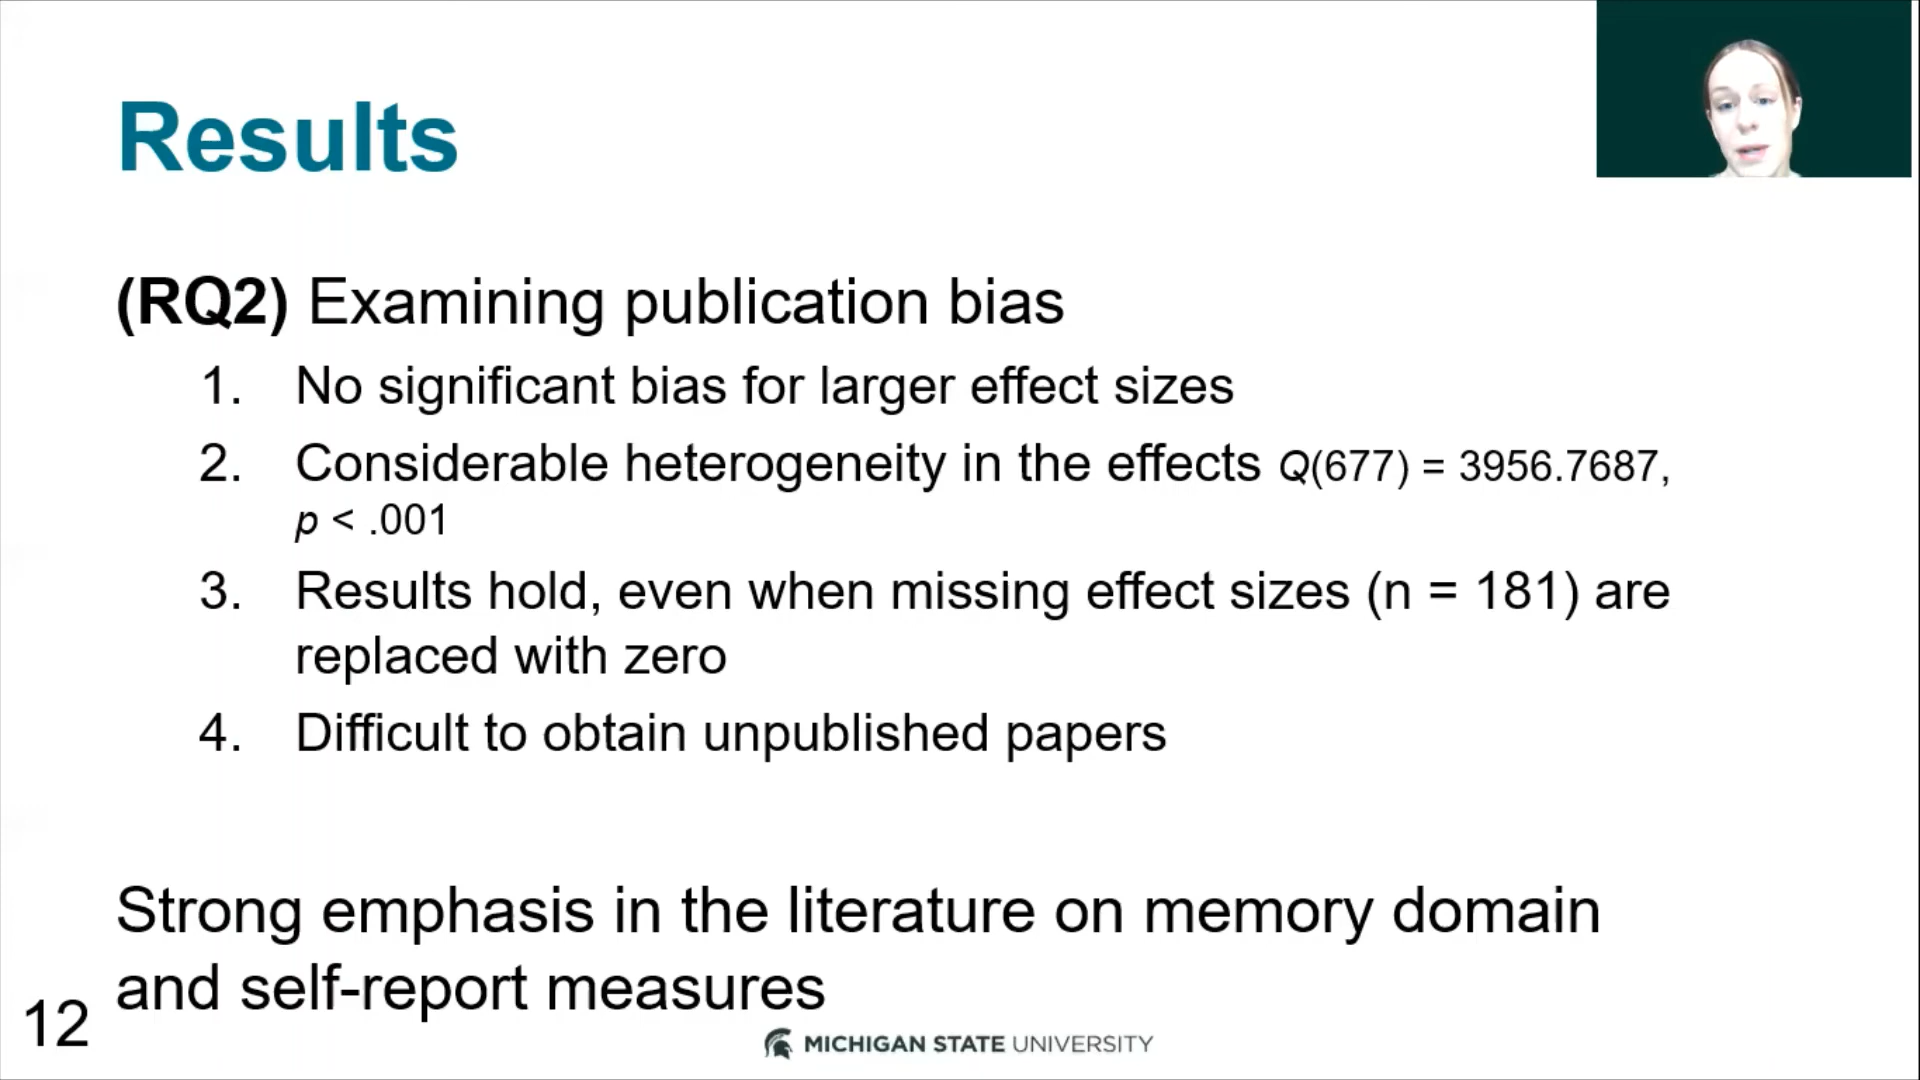 Results
(RQ2) Examining publication bias
1. No significant bias for larger effect sizes
2. Considerable heterogeneity in the effects Q(677) = 3956.7687,
p < .001
3. Results hold, even when missing effect sizes (n = 181) are
replaced with zero
4. Difficult to obtain unpublished papers
Strong emphasis in the literature on memory domain
and self-report measures
12
MICHIGAN STATE UNIVERSITY